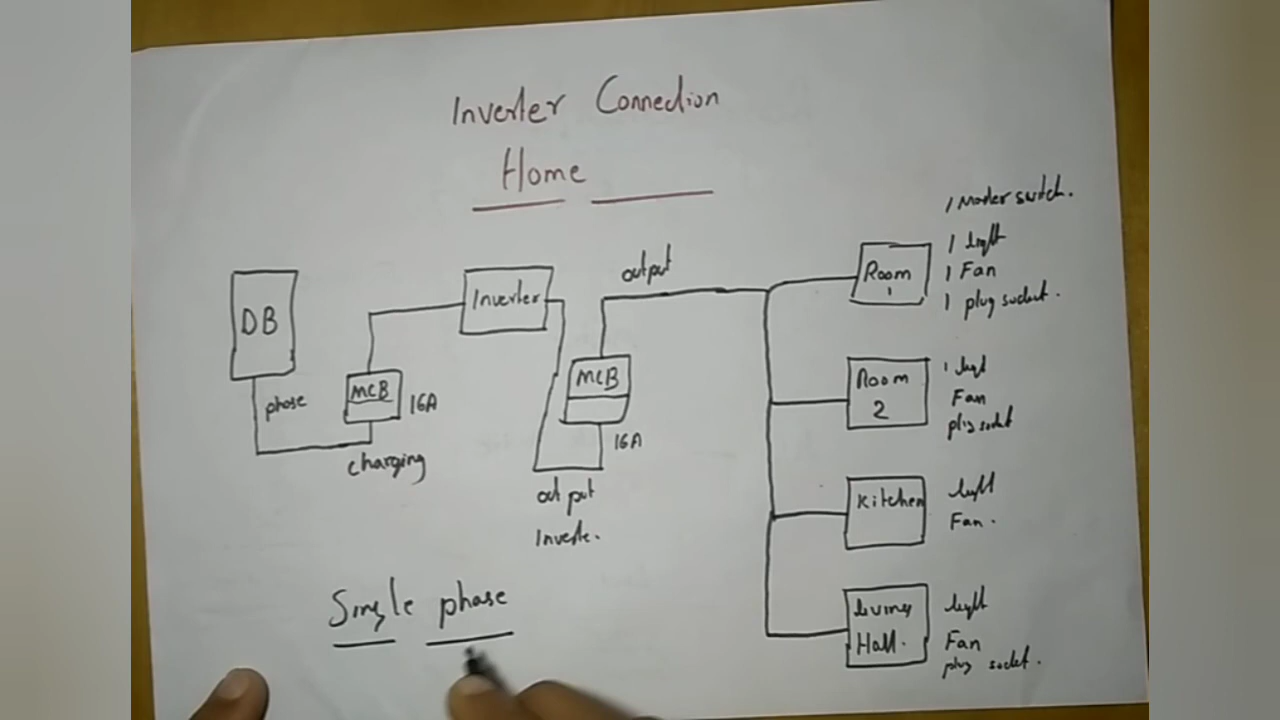 Inverter Connection
Home
1 Master switch.
1 light
1 Fan
1 plug socket.
Room
1
output
Inverter
DB
MCB
16A
phase
charging
MCB
16A
output
Inverte.
Room
2
1 light
Fan
plug socket
Kitchen
light
Fan.
Living
Hall.
light
Fan
plug socket.
Single phase